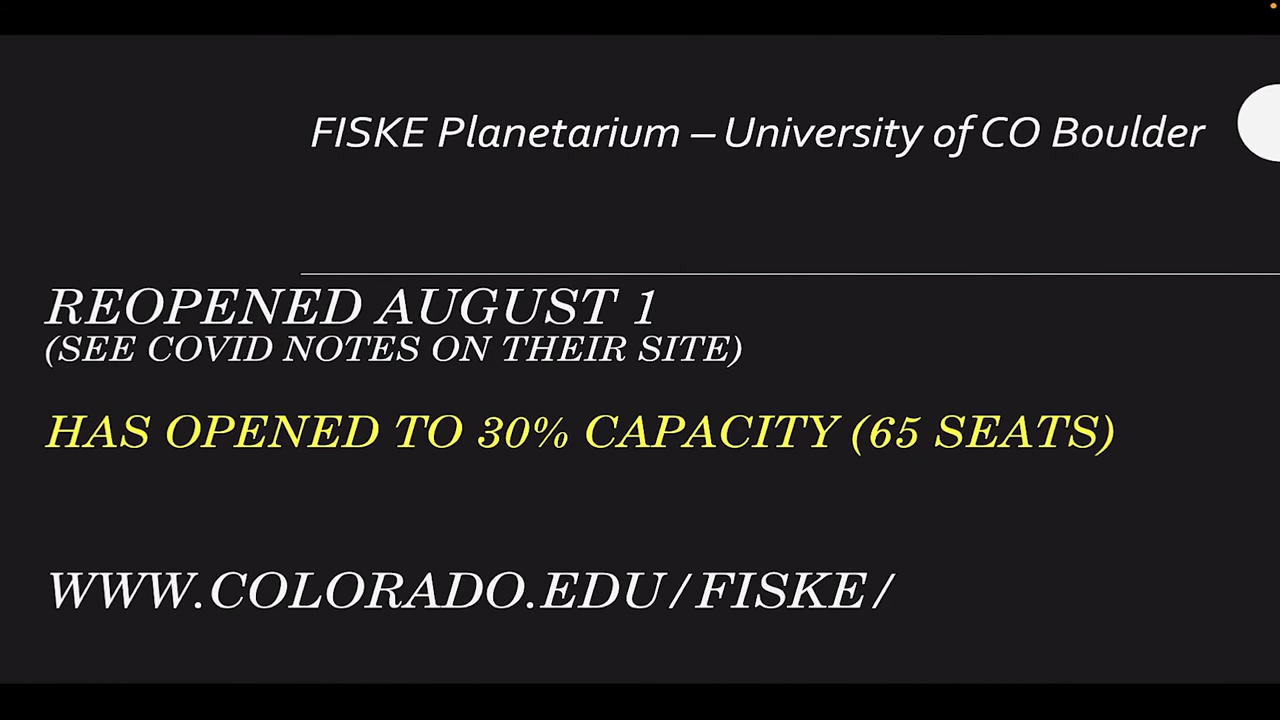 FISKE Planetarium – University of CO Boulder
REOPENED AUGUST 1
(SEE COVID NOTES ON THEIR SITE)
HAS OPENED TO 30% CAPACITY (65 SEATS)
WWW.COLORADO.EDU/FISKE/